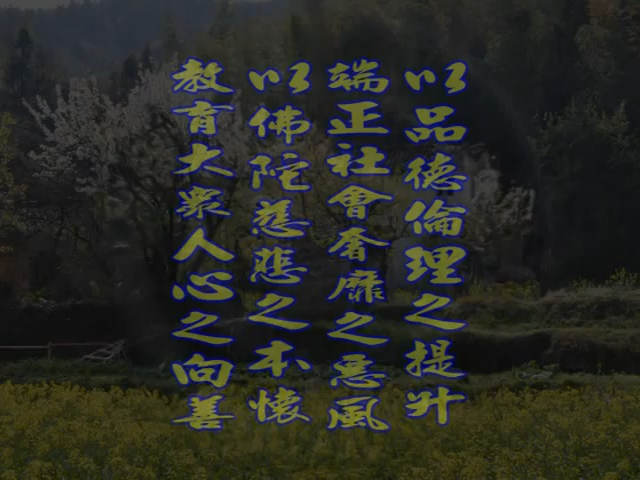 以品德倫理之提升
端正社會奢靡之惡風
以佛陀慈悲之本懷
教育大眾人心之向善